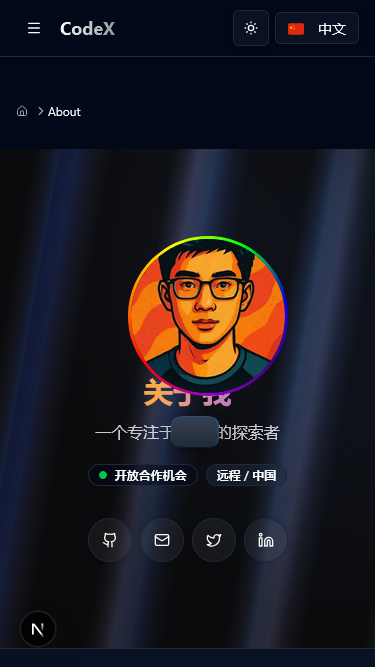 CodeX
中文
About
关于我
一个专注于 的探索者
开放合作机会
远程 / 中国
N